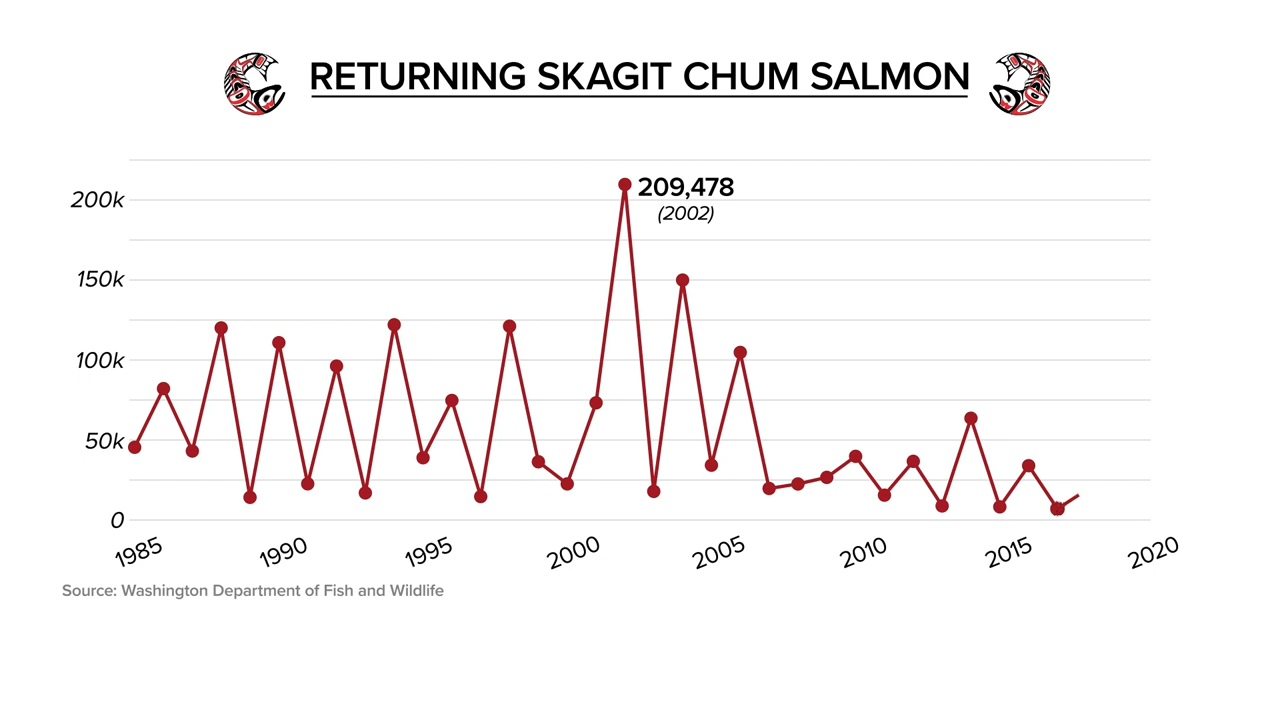 RETURNING SKAGIT CHUM SALMON
209,478
(2002)
200k
150k
100k
50k
0
1985 1990 1995 2000 2005 2010 2015 2020
Source: Washington Department of Fish and Wildlife